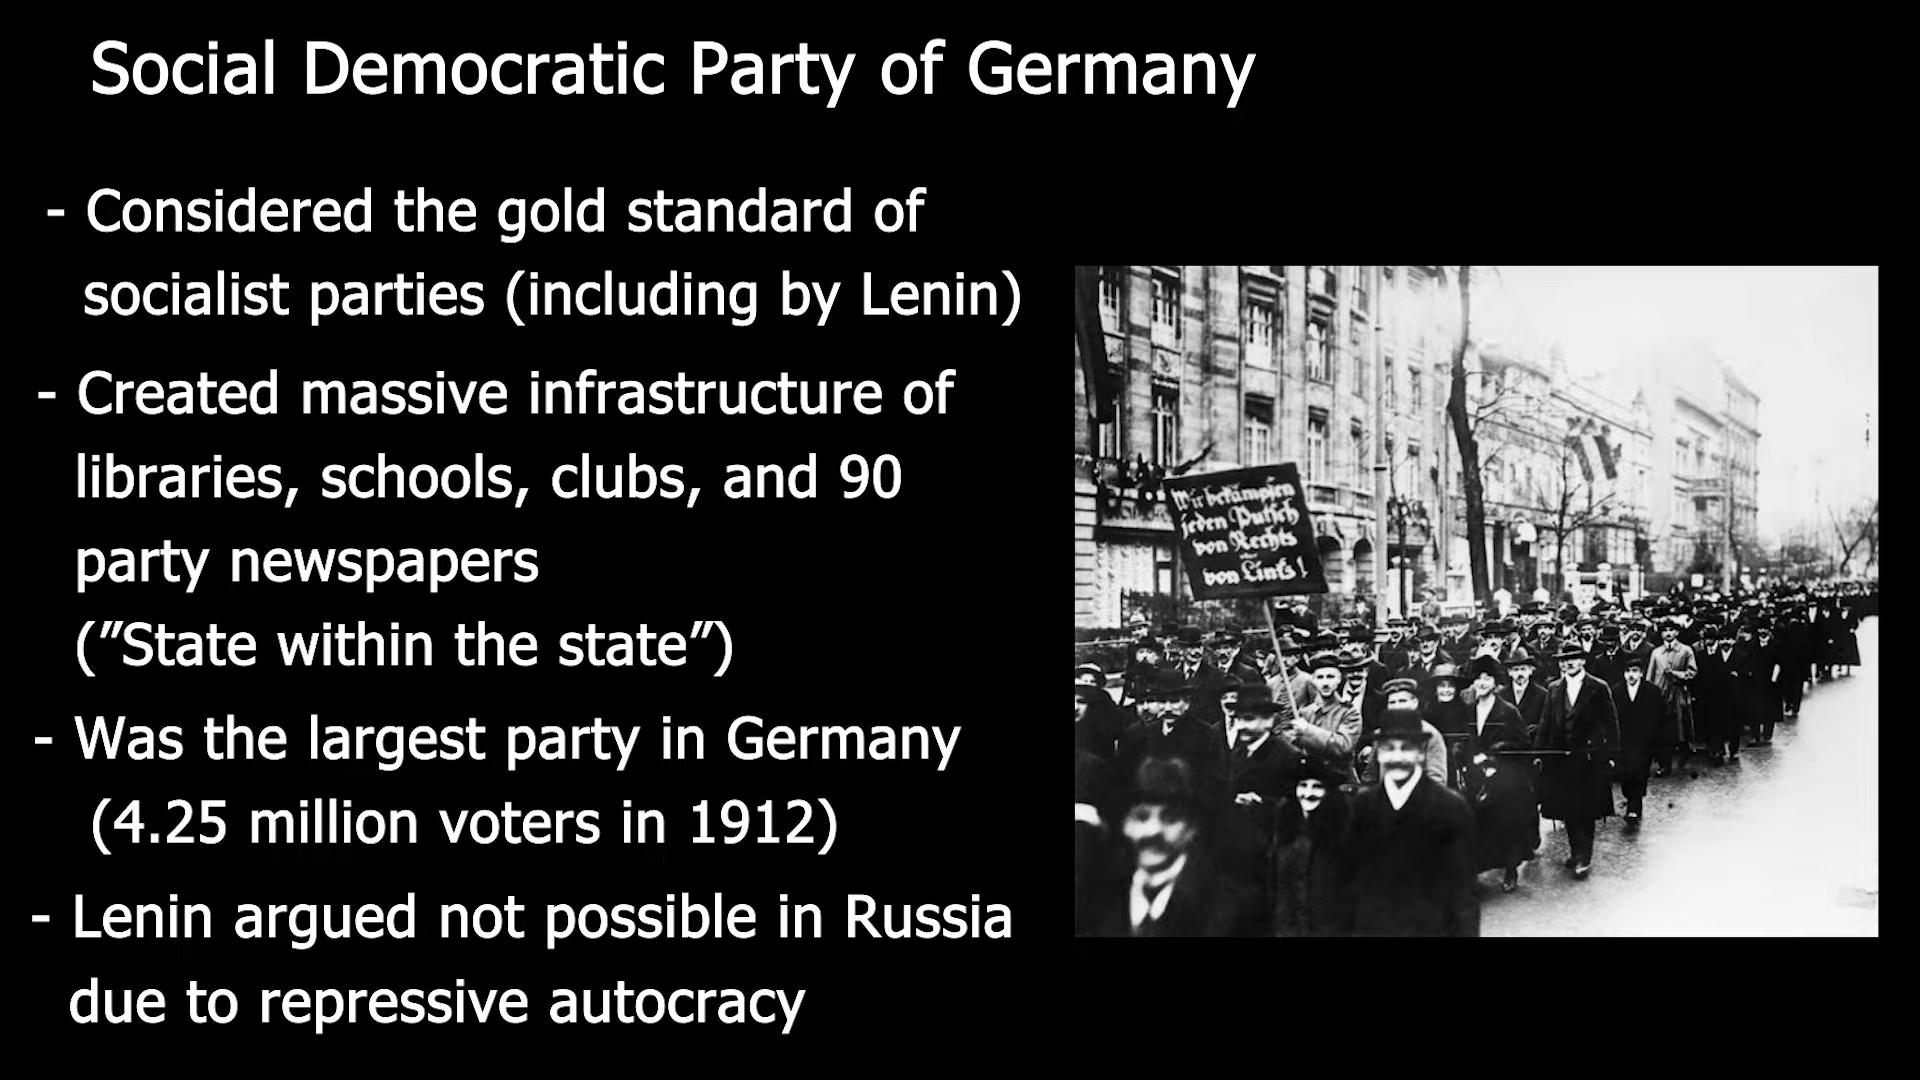 Social Democratic Party of Germany
- Considered the gold standard of
socialist parties (including by Lenin)
- Created massive infrastructure of
libraries, schools, clubs, and 90
party newspapers
("State within the state")
- Was the largest party in Germany
(4.25 million voters in 1912)
- Lenin argued not possible in Russia
due to repressive autocracy
Wir bekämpfen
jeden Putsch
von Rechts
von Links!